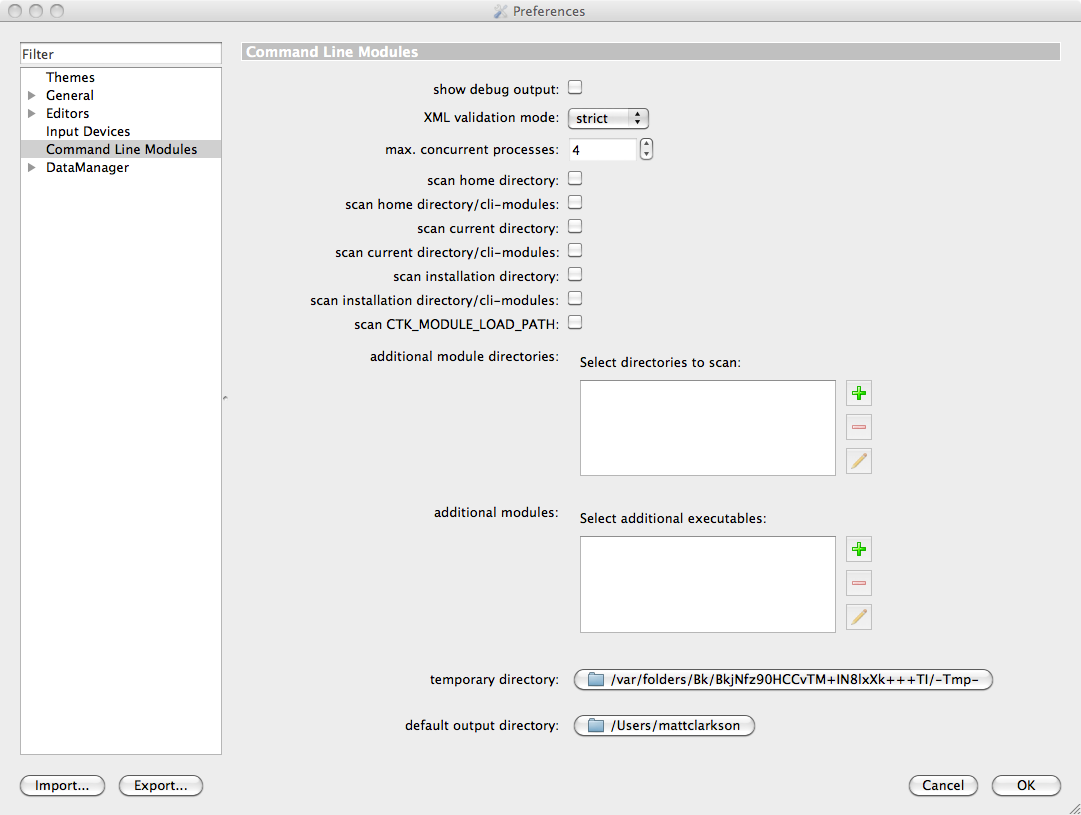 Preferences
Filter
Themes
General
Editors
Input Devices
Command Line Modules
DataManager
Command Line Modules
show debug output:
XML validation mode: strict
max. concurrent processes: 4
scan home directory:
scan home directory/cli-modules:
scan current directory:
scan current directory/cli-modules:
scan installation directory:
scan installation directory/cli-modules:
scan CTK_MODULE_LOAD_PATH:
additional module directories: Select directories to scan:
additional modules: Select additional executables:
temporary directory: /var/folders/Bk/BkjNfz90HCCvTM+IN8lxXk+++TI/-Tmp-
default output directory: /Users/mattclarkson
Import... Export... Cancel OK